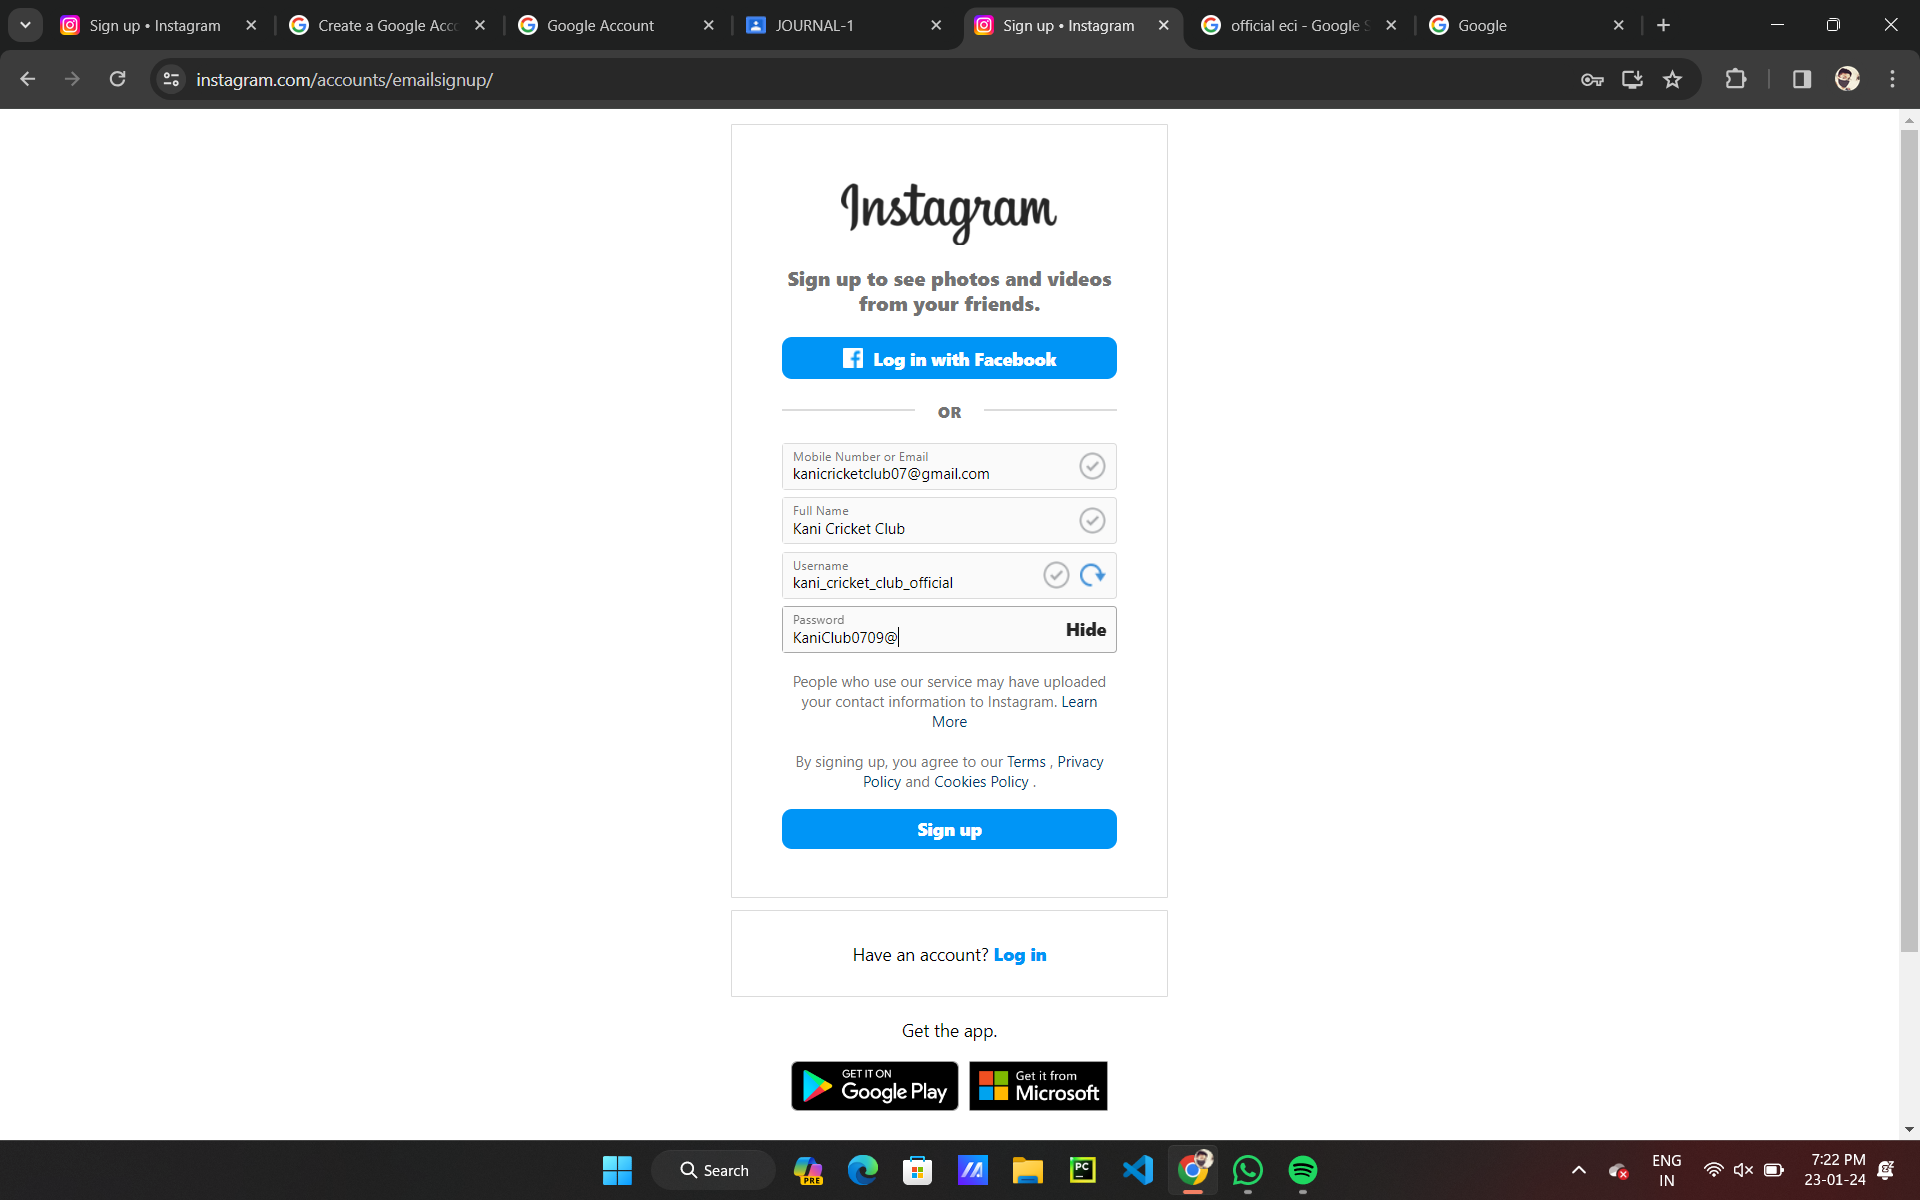 Sign up • Instagram
Create a Google Acc
Google Account
JOURNAL-1
Sign up • Instagram
official eci - Google S
Google
instagram.com/accounts/emailsignup/
Instagram
Sign up to see photos and videos
from your friends.
Log in with Facebook
OR
Mobile Number or Email
kanicricketclub07@gmail.com
Full Name
Kani Cricket Club
Username
kani_cricket_club_official
Password
KaniClub0709@
Hide
People who use our service may have uploaded
your contact information to Instagram. Learn
More
By signing up, you agree to our Terms , Privacy
Policy and Cookies Policy .
Sign up
Have an account? Log in
Get the app.
GET IT ON
Google Play
Get it from
Microsoft
Search
PRE
PC
ENG
IN
7:22 PM
23-01-24